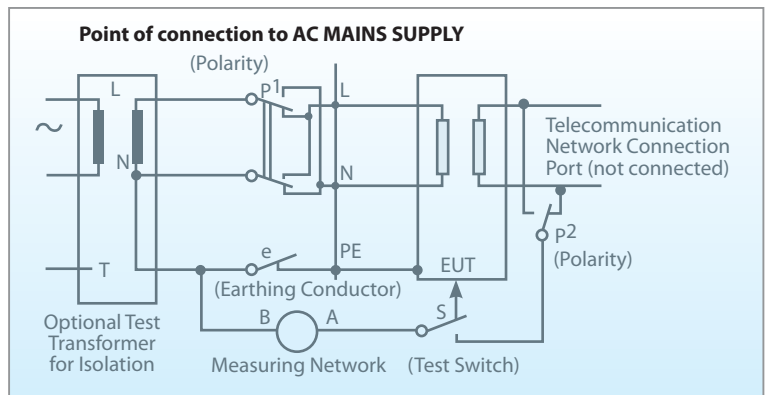 Point of connection to AC MAINS SUPPLY
(Polarity)
L
P1
L
Telecommunication
Network Connection
Port (not connected)
N
N
P2
(Polarity)
e
PE
T
EUT
(Earthing Conductor)
B
A
S
Optional Test
Transformer
for Isolation
Measuring Network
(Test Switch)